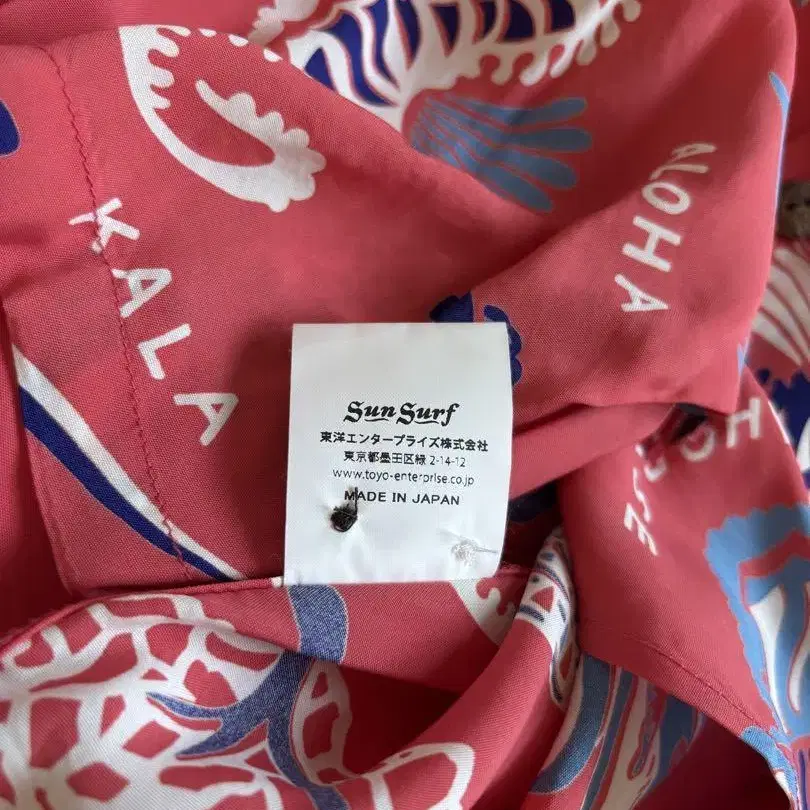 KALA
ALOHA
Sun Surf
東洋エンタープライズ株式会社
東京都墨田区緑 2-14-12
www.toyo-enterprise.co.jp
MADE IN JAPAN